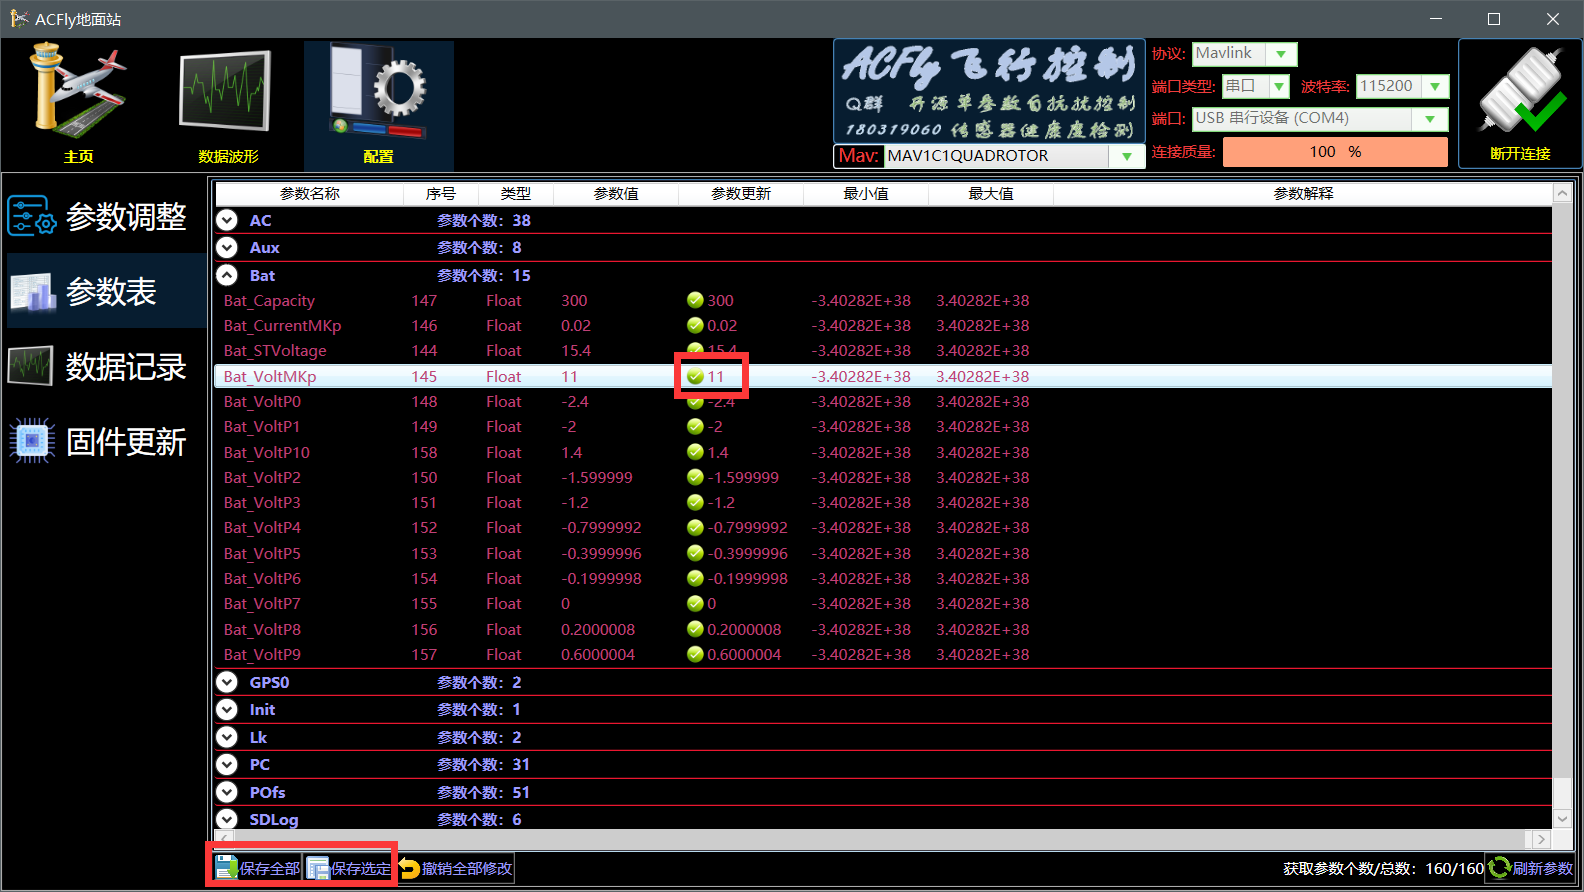 ACFly地面站
主页
数据波形
配置
ACFly 飞行控制
Q群 开源单参数自抗扰控制
180319060 传感器健康度检测
Mav: MAV1C1QUADROTOR
协议: Mavlink
端口类型: 串口 波特率: 115200
端口: USB 串行设备 (COM4)
连接质量: 100 %
断开连接
参数调整
参数表
数据记录
固件更新
参数名称 序号 类型 参数值 参数更新 最小值 最大值 参数解释
AC 参数个数: 38
Aux 参数个数: 8
Bat 参数个数: 15
Bat_Capacity 147 Float 300 300 -3.40282E+38 3.40282E+38
Bat_CurrentMKp 146 Float 0.02 0.02 -3.40282E+38 3.40282E+38
Bat_STVoltage 144 Float 15.4 15.4 -3.40282E+38 3.40282E+38
Bat_VoltMKp 145 Float 11 11 -3.40282E+38 3.40282E+38
Bat_VoltP0 148 Float -2.4 -2.4 -3.40282E+38 3.40282E+38
Bat_VoltP1 149 Float -2 -2 -3.40282E+38 3.40282E+38
Bat_VoltP10 158 Float 1.4 1.4 -3.40282E+38 3.40282E+38
Bat_VoltP2 150 Float -1.599999 -1.599999 -3.40282E+38 3.40282E+38
Bat_VoltP3 151 Float -1.2 -1.2 -3.40282E+38 3.40282E+38
Bat_VoltP4 152 Float -0.7999992 -0.7999992 -3.40282E+38 3.40282E+38
Bat_VoltP5 153 Float -0.3999996 -0.3999996 -3.40282E+38 3.40282E+38
Bat_VoltP6 154 Float -0.1999998 -0.1999998 -3.40282E+38 3.40282E+38
Bat_VoltP7 155 Float 0 0 -3.40282E+38 3.40282E+38
Bat_VoltP8 156 Float 0.2000008 0.2000008 -3.40282E+38 3.40282E+38
Bat_VoltP9 157 Float 0.6000004 0.6000004 -3.40282E+38 3.40282E+38
GPS0 参数个数: 2
Init 参数个数: 1
Lk 参数个数: 2
PC 参数个数: 31
POfs 参数个数: 51
SDLog 参数个数: 6
保存全部 保存选定 撤销全部修改 获取参数个数/总数: 160/160 刷新参数